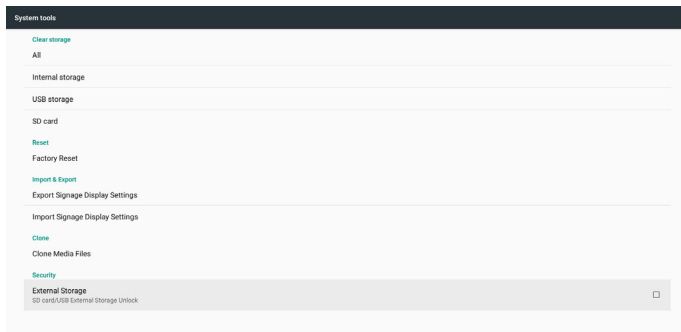 System tools
Clear storage
All
Internal storage
USB storage
SD card
Reset
Factory Reset
Import & Export
Export Signage Display Settings
Import Signage Display Settings
Clone
Clone Media Files
Security
External Storage
SD card/USB External Storage Unlock